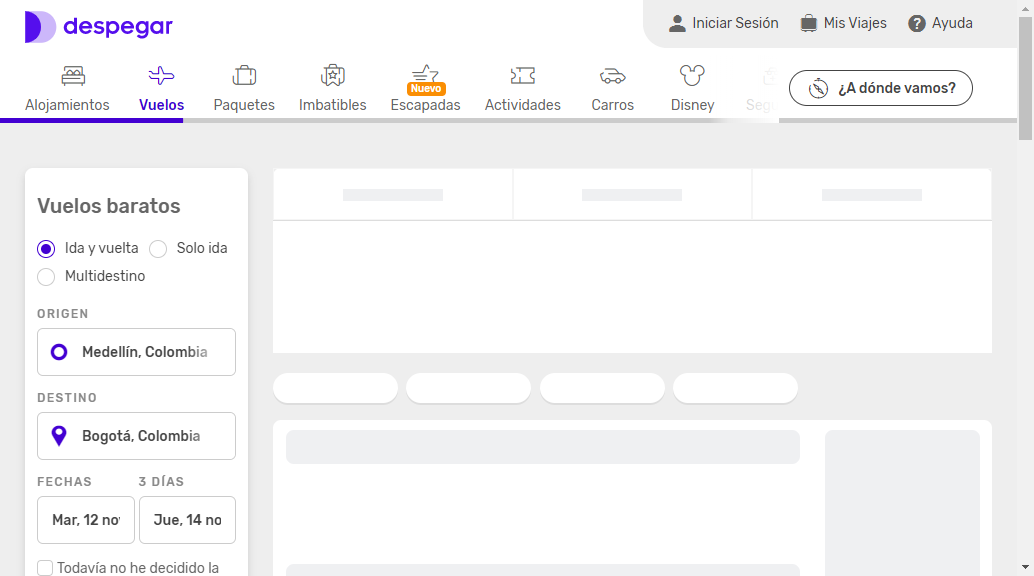 despegar
Iniciar Sesión
Mis Viajes
Ayuda
Alojamientos
Vuelos
Paquetes
Imbatibles
Nuevo
Escapadas
Actividades
Carros
Disney
¿A dónde vamos?
Vuelos baratos
Ida y vuelta
Solo ida
Multidestino
ORIGEN
Medellín, Colombia
DESTINO
Bogotá, Colombia
FECHAS
3 DÍAS
Mar, 12 no
Jue, 14 no
Todavía no he decidido la